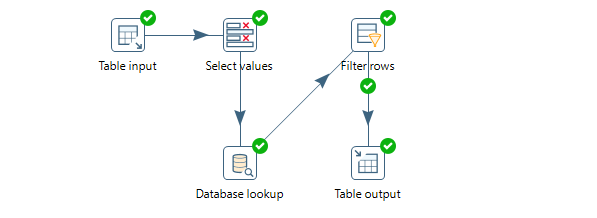 Table input
Select values
Filter rows
Database lookup
Table output